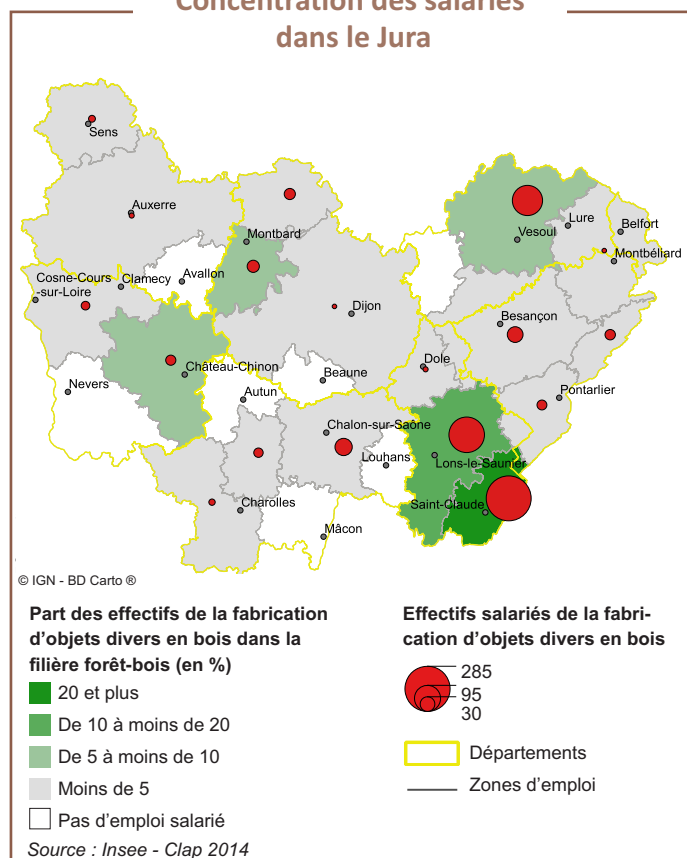 Concentration des salariés
dans le Jura
Sens
Auxerre
Montbard
Vesoul
Lure
Belfort
Montbéliard
Cosne-Cours
-sur-Loire
Clamecy
Avallon
Dijon
Besançon
Nevers
Château-Chinon
Autun
Beaune
Dole
Pontarlier
Chalon-sur-Saône
Louhans
Lons-le-Saunier
Charolles
Saint-Claude
Mâcon
© IGN - BD Carto ®
Part des effectifs de la fabrication
d'objets divers en bois dans la
filière forêt-bois (en %)
20 et plus
De 10 à moins de 20
De 5 à moins de 10
Moins de 5
Pas d'emploi salarié
Source : Insee - Clap 2014
Effectifs salariés de la fabri-
cation d'objets divers en bois
285
95
30
Départements
Zones d'emploi